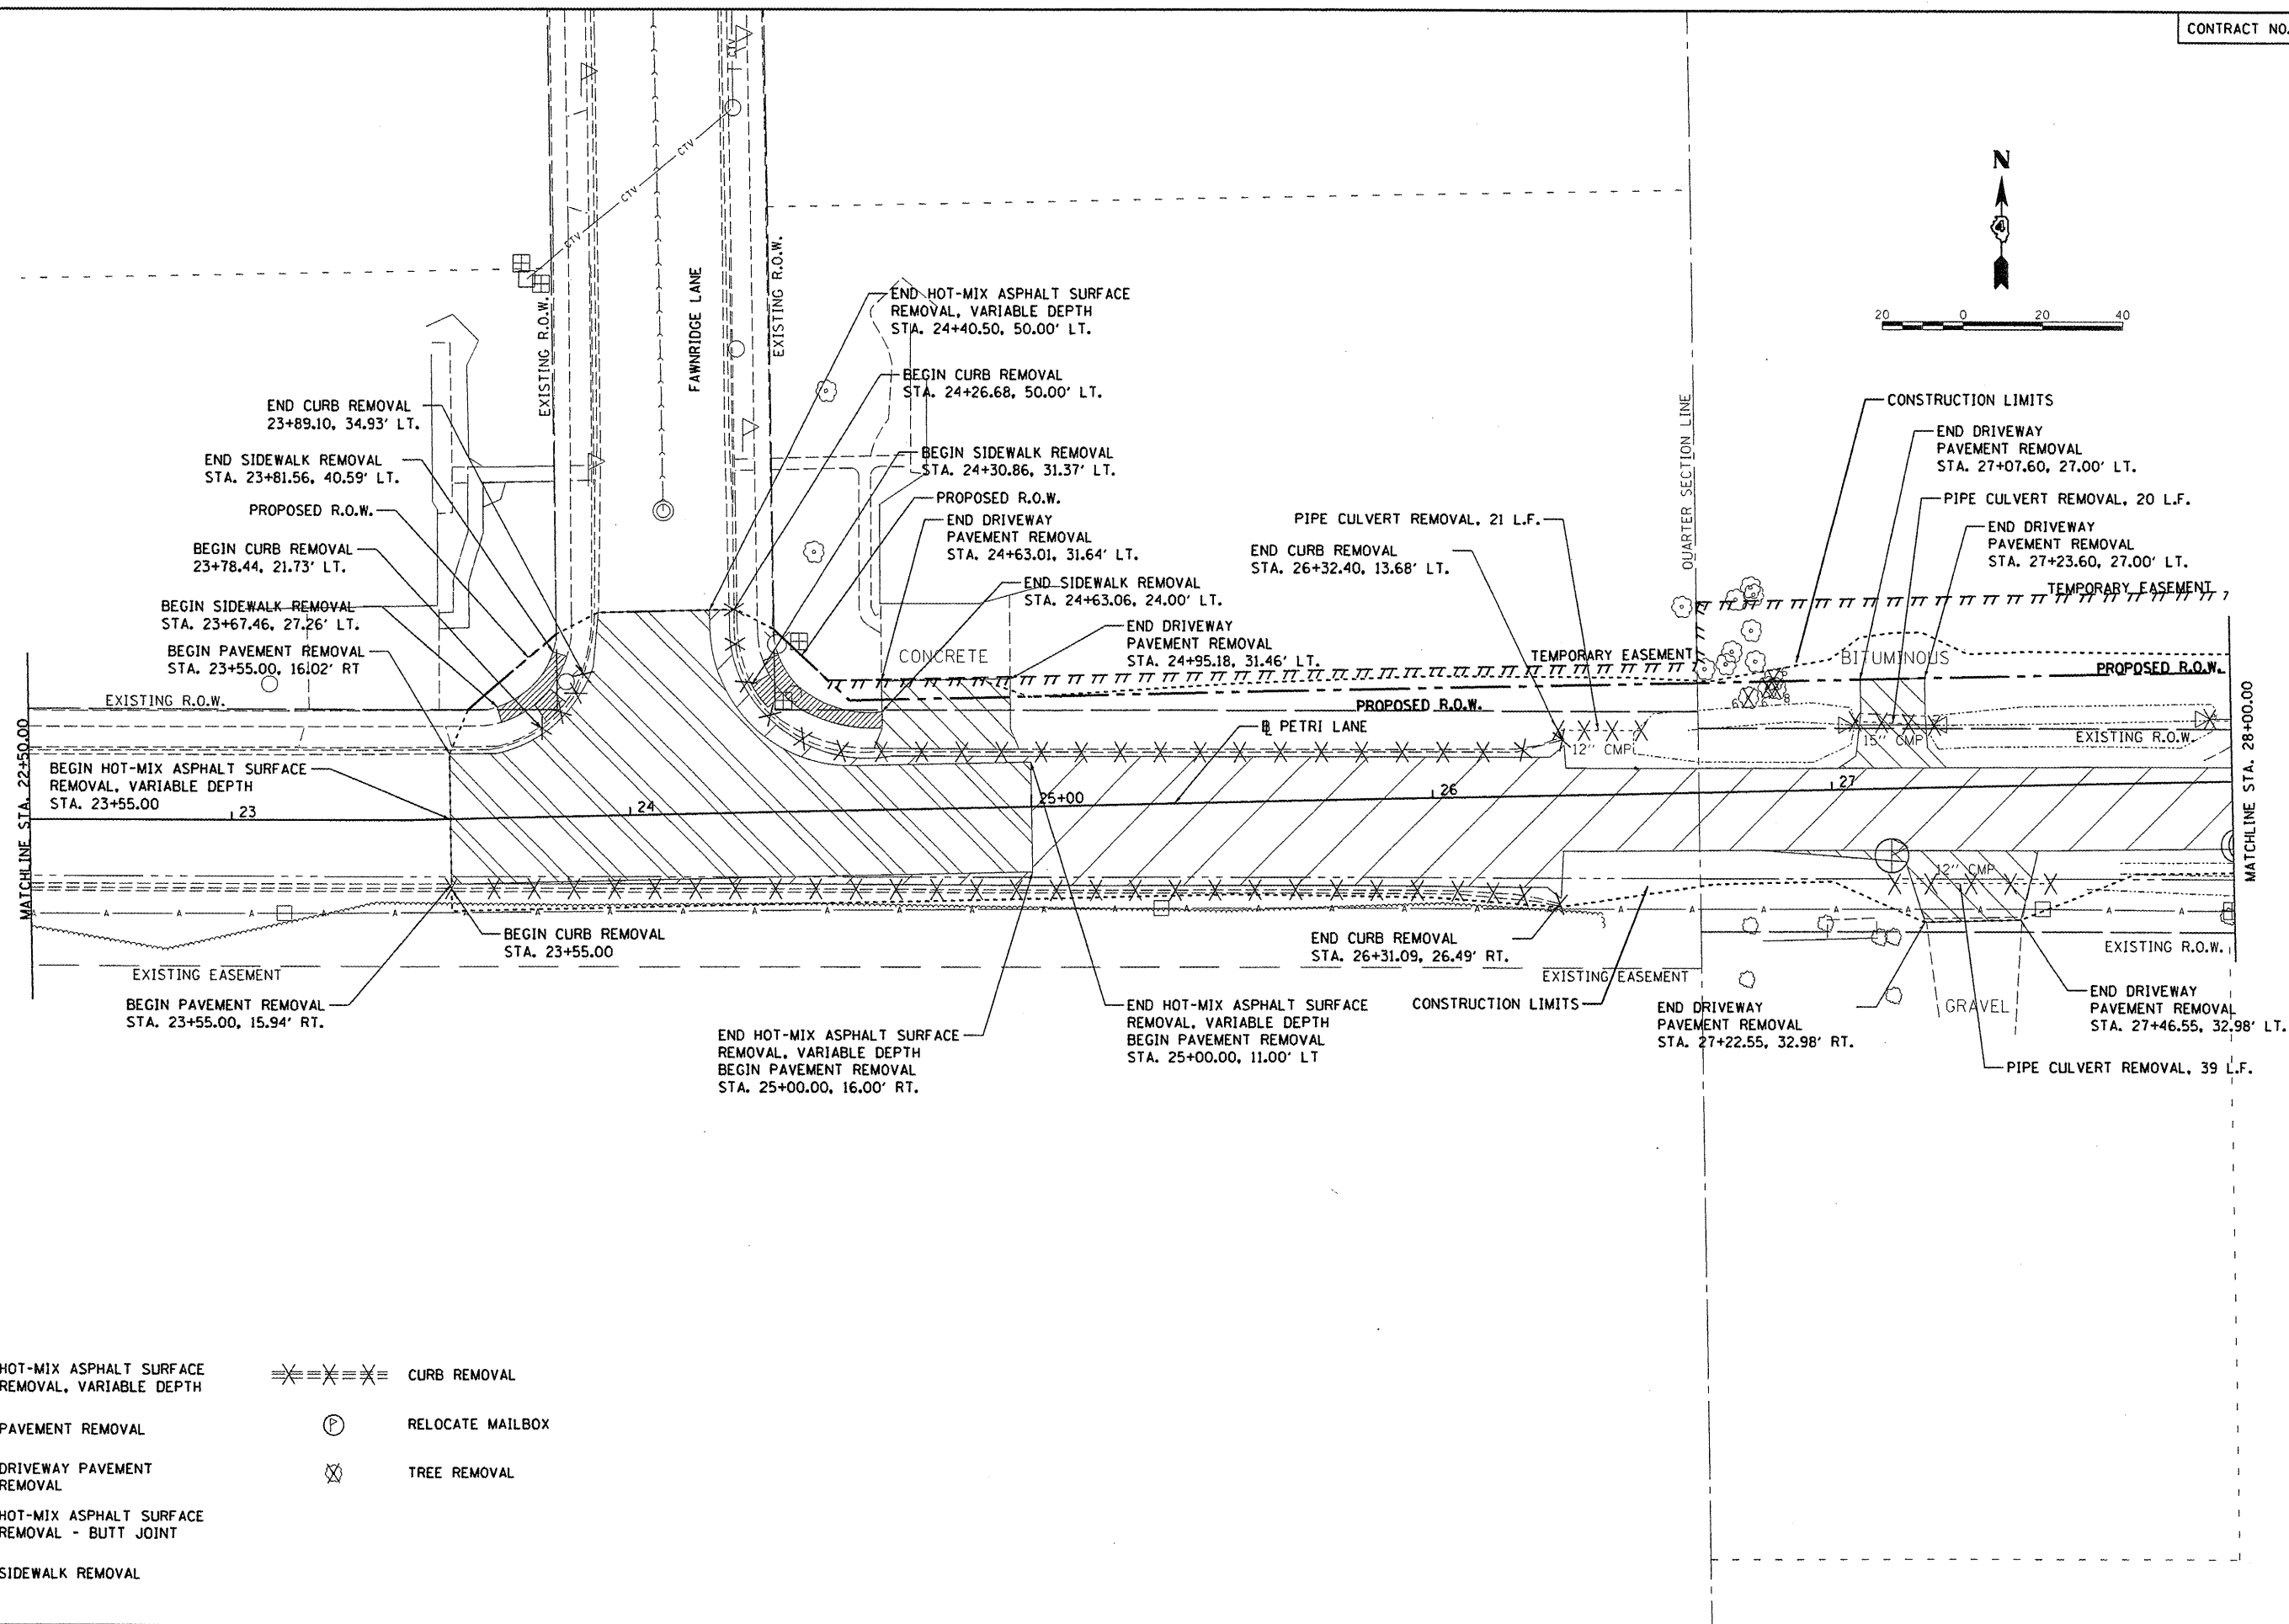 CONTRACT NO.
N
20 0 20 40
CTV
CTV
CTV
EXISTING R.O.W.
FAWNRIDGE LANE
EXISTING R.O.W.
QUARTER SECTION LINE
END HOT-MIX ASPHALT SURFACE
REMOVAL, VARIABLE DEPTH
STA. 24+40.50, 50.00' LT.
BEGIN CURB REMOVAL
STA. 24+26.68, 50.00' LT.
BEGIN SIDEWALK REMOVAL
STA. 24+30.86, 31.37' LT.
PROPOSED R.O.W.
END DRIVEWAY
PAVEMENT REMOVAL
STA. 24+63.01, 31.64' LT.
END SIDEWALK REMOVAL
STA. 24+63.06, 24.00' LT.
END DRIVEWAY
PAVEMENT REMOVAL
STA. 24+95.18, 31.46' LT.
END CURB REMOVAL
23+89.10, 34.93' LT.
END SIDEWALK REMOVAL
STA. 23+81.56, 40.59' LT.
PROPOSED R.O.W.
BEGIN CURB REMOVAL
23+78.44, 21.73' LT.
BEGIN SIDEWALK REMOVAL
STA. 23+67.46, 27.26' LT.
BEGIN PAVEMENT REMOVAL
STA. 23+55.00, 16.02' RT
EXISTING R.O.W.
BEGIN HOT-MIX ASPHALT SURFACE
REMOVAL, VARIABLE DEPTH
STA. 23+55.00
MATCHLINE STA. 22+50.00
PIPE CULVERT REMOVAL, 21 L.F.
END CURB REMOVAL
STA. 26+32.40, 13.68' LT.
CONSTRUCTION LIMITS
END DRIVEWAY
PAVEMENT REMOVAL
STA. 27+07.60, 27.00' LT.
PIPE CULVERT REMOVAL, 20 L.F.
END DRIVEWAY
PAVEMENT REMOVAL
STA. 27+23.60, 27.00' LT.
TEMPORARY EASEMENT
CONCRETE
TEMPORARY EASEMENT
BITUMINOUS
PROPOSED R.O.W.
PROPOSED R.O.W.
℄ PETRI LANE
12" CMP
15" CMP
EXISTING R.O.W.
MATCHLINE STA. 28+00.00
23
24
25+00
26
27
12" CMP
A A A A A A A A A A A A A A A A
BEGIN CURB REMOVAL
STA. 23+55.00
END CURB REMOVAL
STA. 26+31.09, 26.49' RT.
EXISTING R.O.W.
EXISTING EASEMENT
EXISTING EASEMENT
BEGIN PAVEMENT REMOVAL
STA. 23+55.00, 15.94' RT.
END HOT-MIX ASPHALT SURFACE
REMOVAL, VARIABLE DEPTH
BEGIN PAVEMENT REMOVAL
STA. 25+00.00, 16.00' RT.
END HOT-MIX ASPHALT SURFACE
REMOVAL, VARIABLE DEPTH
BEGIN PAVEMENT REMOVAL
STA. 25+00.00, 11.00' LT
CONSTRUCTION LIMITS
END DRIVEWAY
PAVEMENT REMOVAL
STA. 27+22.55, 32.98' RT.
GRAVEL
END DRIVEWAY
PAVEMENT REMOVAL
STA. 27+46.55, 32.98' LT.
PIPE CULVERT REMOVAL, 39 L.F.
HOT-MIX ASPHALT SURFACE
REMOVAL, VARIABLE DEPTH
PAVEMENT REMOVAL
DRIVEWAY PAVEMENT
REMOVAL
HOT-MIX ASPHALT SURFACE
REMOVAL - BUTT JOINT
SIDEWALK REMOVAL
CURB REMOVAL
P
RELOCATE MAILBOX
TREE REMOVAL